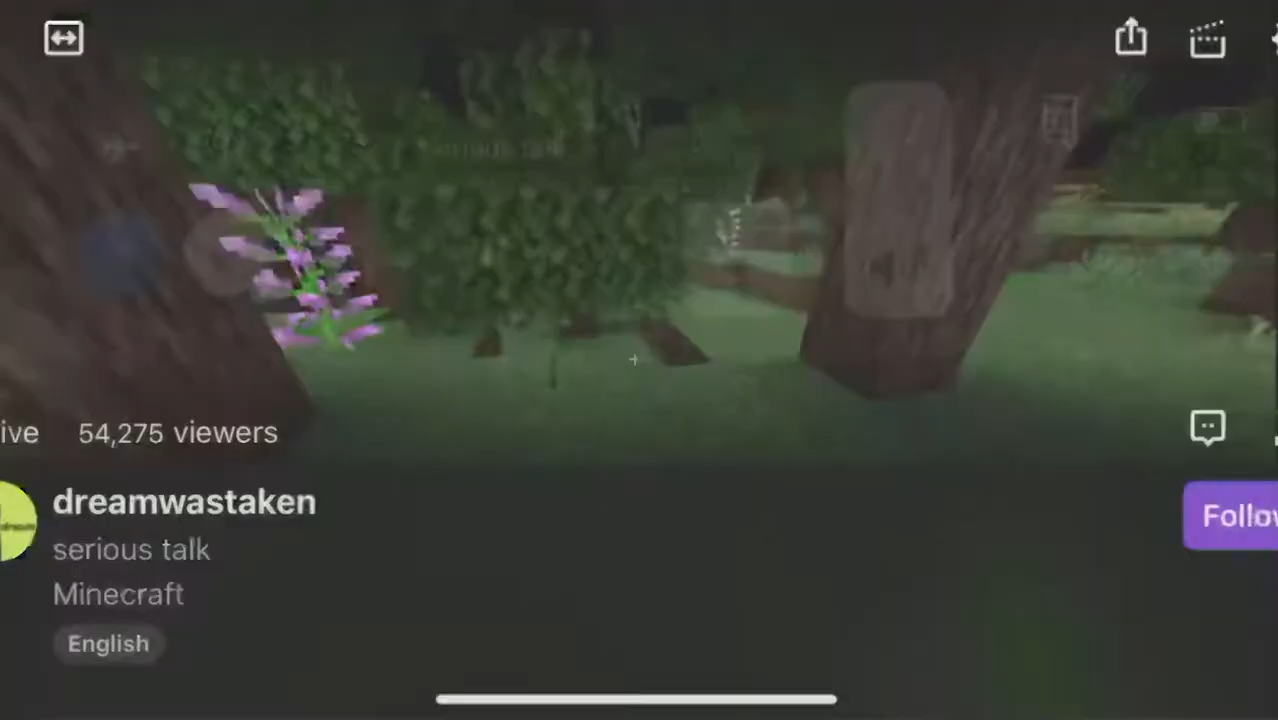 ive 54,275 viewers
dreamwastaken
serious talk
Minecraft
English
Follow